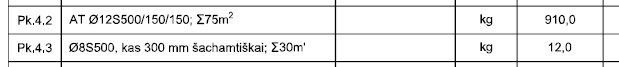 Pk.4.2 AT Ø12S500/150/150; Σ75m² kg 910,0
Pk,4,3 Ø8S500, kas 300 mm šachamtiškai; Σ30m' kg 12,0